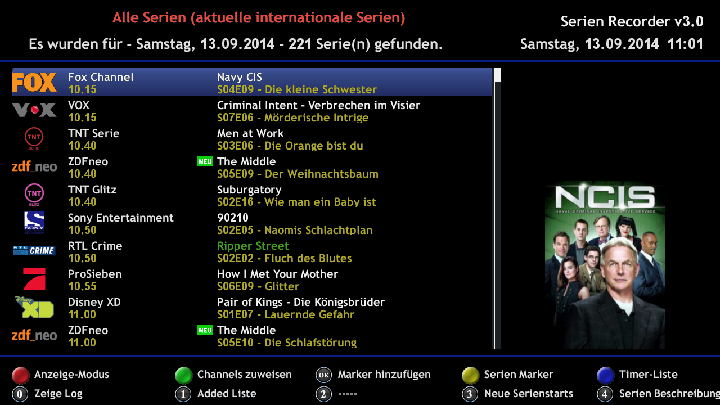 Alle Serien (aktuelle internationale Serien)
Serien Recorder v3.0
Es wurden für - Samstag, 13.09.2014 - 221 Serie(n) gefunden.
Samstag, 13.09.2014 11:01
FOX Fox Channel Navy CIS
10.15 S04E09 - Die kleine Schwester
VOX VOX Criminal Intent - Verbrechen im Visier
10.15 S07E06 - Mörderische Intrige
TNT TNT Serie Men at Work
10.40 S03E06 - Die Orange bist du
zdf_neo ZDFneo NEU The Middle
10.40 S05E09 - Der Weihnachtsbaum
TNT TNT Glitz Suburgatory
10.40 S02E16 - Wie man ein Baby ist
Sony Entertainment 90210
10.50 S02E05 - Naomis Schlachtplan
RTL CRIME RTL Crime Ripper Street
10.50 S02E02 - Fluch des Blutes
ProSieben How I Met Your Mother
10.55 S06E09 - Glitter
XD Disney XD Pair of Kings - Die Königsbrüder
11.00 S01E07 - Lauernde Gefahr
zdf_neo ZDFneo NEU The Middle
11.00 S05E10 - Die Schlafstörung
NCIS
Anzeige-Modus Channels zuweisen OK Marker hinzufügen Serien Marker Timer-Liste
0 Zeige Log 1 Added Liste 2 ----- 3 Neue Serienstarts 4 Serien Beschreibung